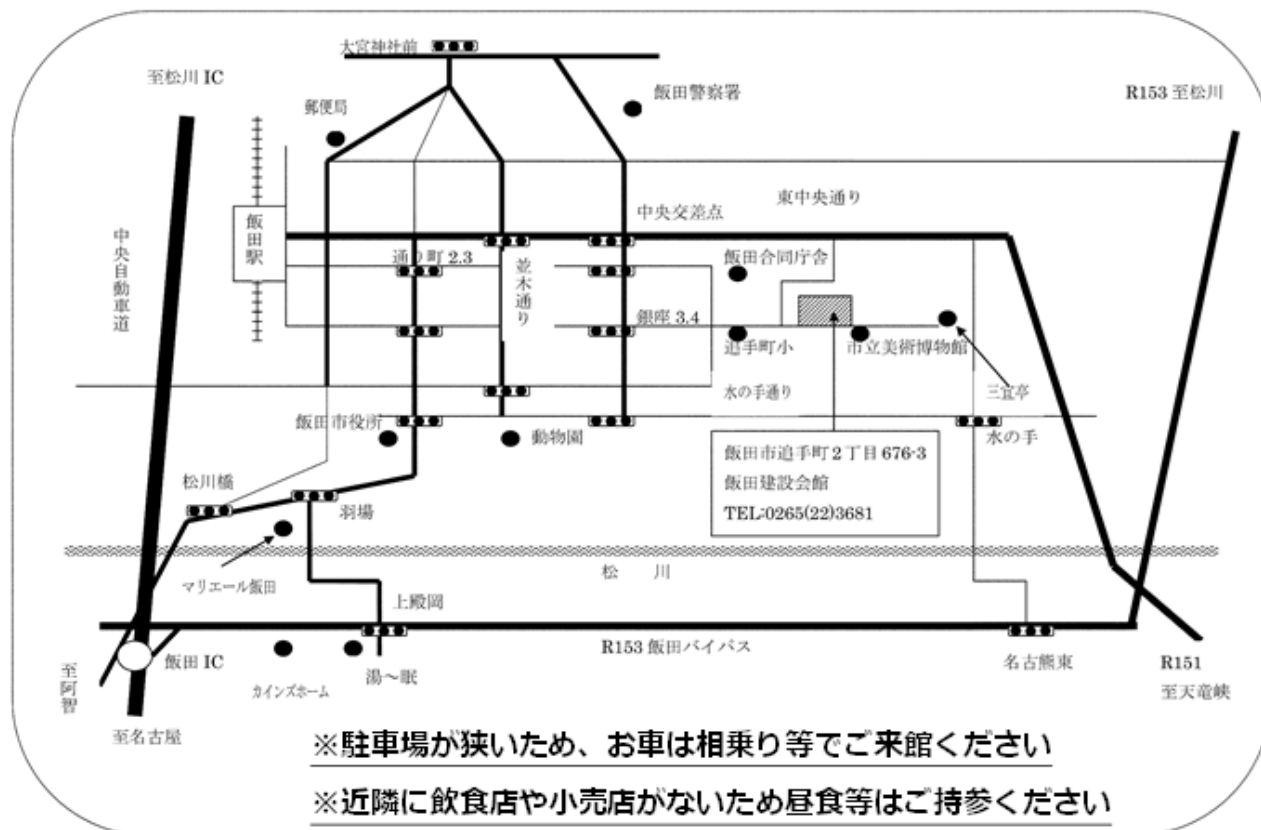 大宮神社前
至松川 IC
飯田警察署
R153 至松川
郵便局
東中央通り
中央交差点
飯田駅
中央自動車道
通り町 2.3
並木通り
飯田合同庁舎
銀座 3.4
追手町小
市立美術博物館
水の手通り
三宜亭
飯田市役所
動物園
水の手
飯田市追手町 2 丁目 676-3
飯田建設会館
TEL:0265(22)3681
松川橋
羽場
マリエール飯田
松 川
上殿岡
飯田 IC
R153 飯田バイパス
名古熊東
R151
至天竜峡
至阿智
カインズホーム
湯~眠
至名古屋
※駐車場が狭いため、お車は相乗り等でご来館ください
※近隣に飲食店や小売店がないため昼食等はご持参ください